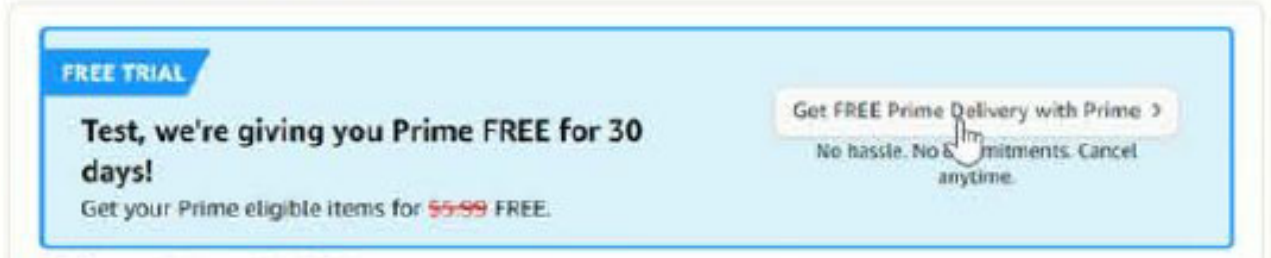 FREE TRIAL
Test, we're giving you Prime FREE for 30
days!
Get your Prime eligible items for $5.99 FREE.
Get FREE Prime Delivery with Prime >
No hassle. No mitments. Cancel
anytime.